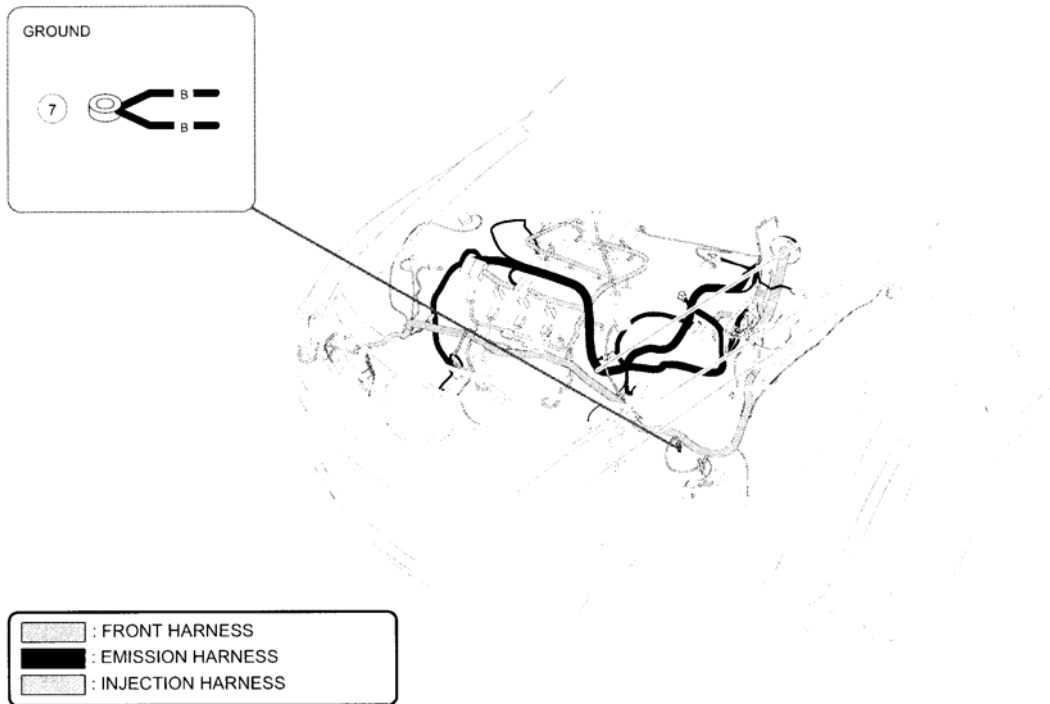 GROUND
7
B
B
: FRONT HARNESS
: EMISSION HARNESS
: INJECTION HARNESS